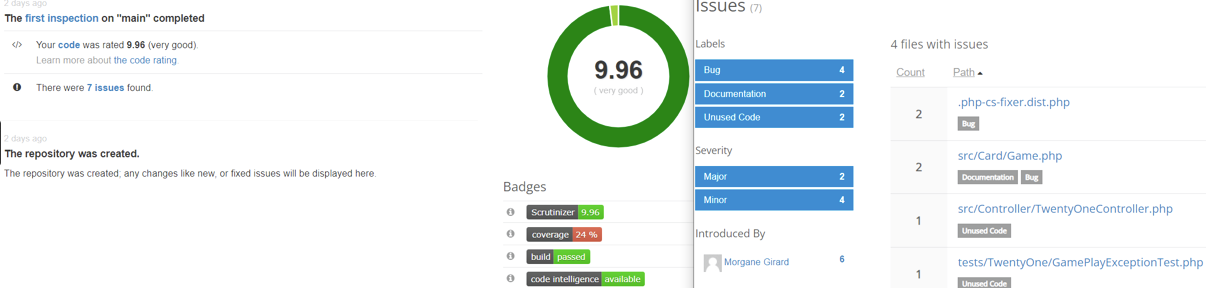 2 days ago
The first inspection on "main" completed
</> Your code was rated 9.96 (very good).
Learn more about the code rating.
There were 7 issues found.
2 days ago
The repository was created.
The repository was created; any changes like new, or fixed issues will be displayed here.
9.96
( very good )
Badges
Scrutinizer 9.96
coverage 24 %
build passed
code intelligence available
Issues (7)
Labels
Bug 4
Documentation 2
Unused Code 2
Severity
Major 2
Minor 4
Introduced By
Morgane Girard 6
4 files with issues
Count Path
2 .php-cs-fixer.dist.php
Bug
2 src/Card/Game.php
Documentation Bug
1 src/Controller/TwentyOneController.php
Unused Code
1 tests/TwentyOne/GamePlayExceptionTest.php
Unused Code